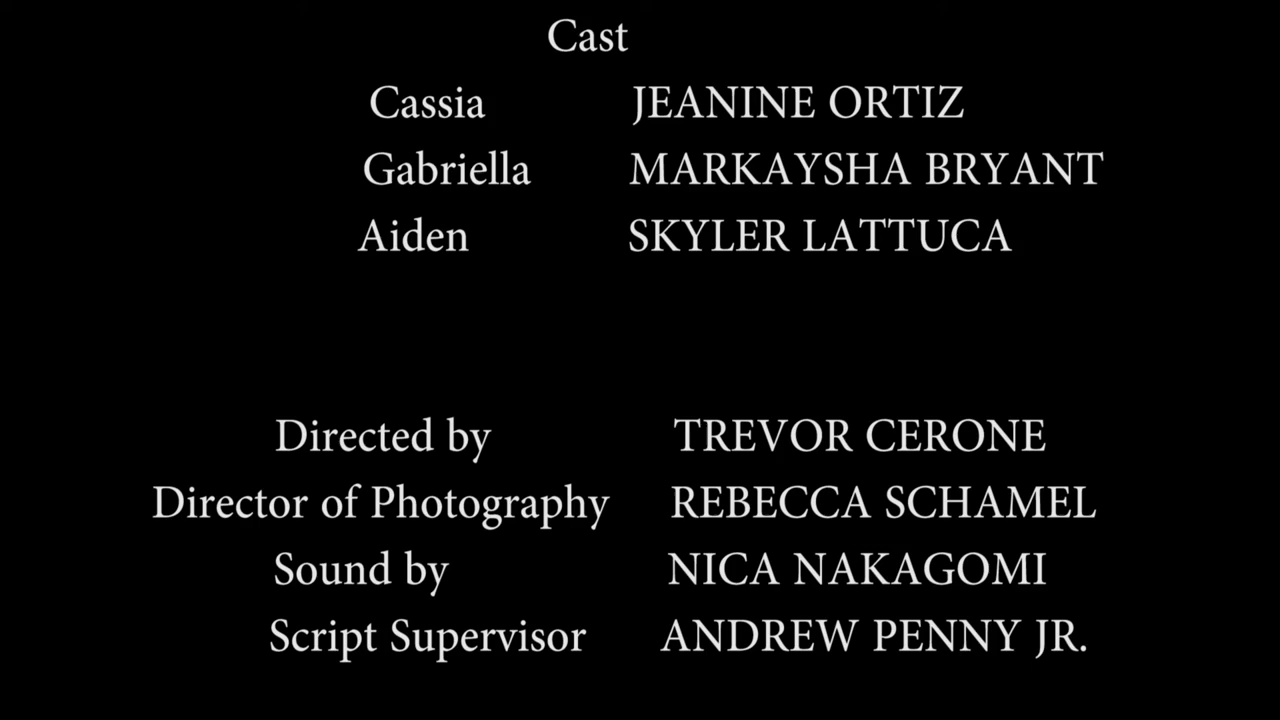 Cast
Cassia JEANINE ORTIZ
Gabriella MARKAYSHA BRYANT
Aiden SKYLER LATTUCA
Directed by TREVOR CERONE
Director of Photography REBECCA SCHAMEL
Sound by NICA NAKAGOMI
Script Supervisor ANDREW PENNY JR.